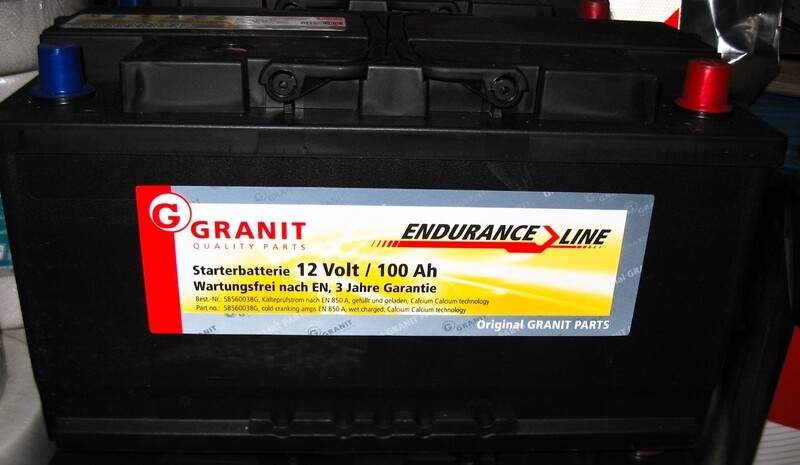 G GRANIT
QUALITY PARTS
ENDURANCE LINE
Starterbatterie 12 Volt / 100 Ah
Wartungsfrei nach EN, 3 Jahre Garantie
Best.-Nr.: 58560038G, Kälteprüfstrom nach EN 850 A, gefüllt und geladen, Calcium Calcium technology
Part no.: 58560038G, cold cranking amps EN 850 A, wet charged, Calcium Calcium technology
Original GRANIT PARTS